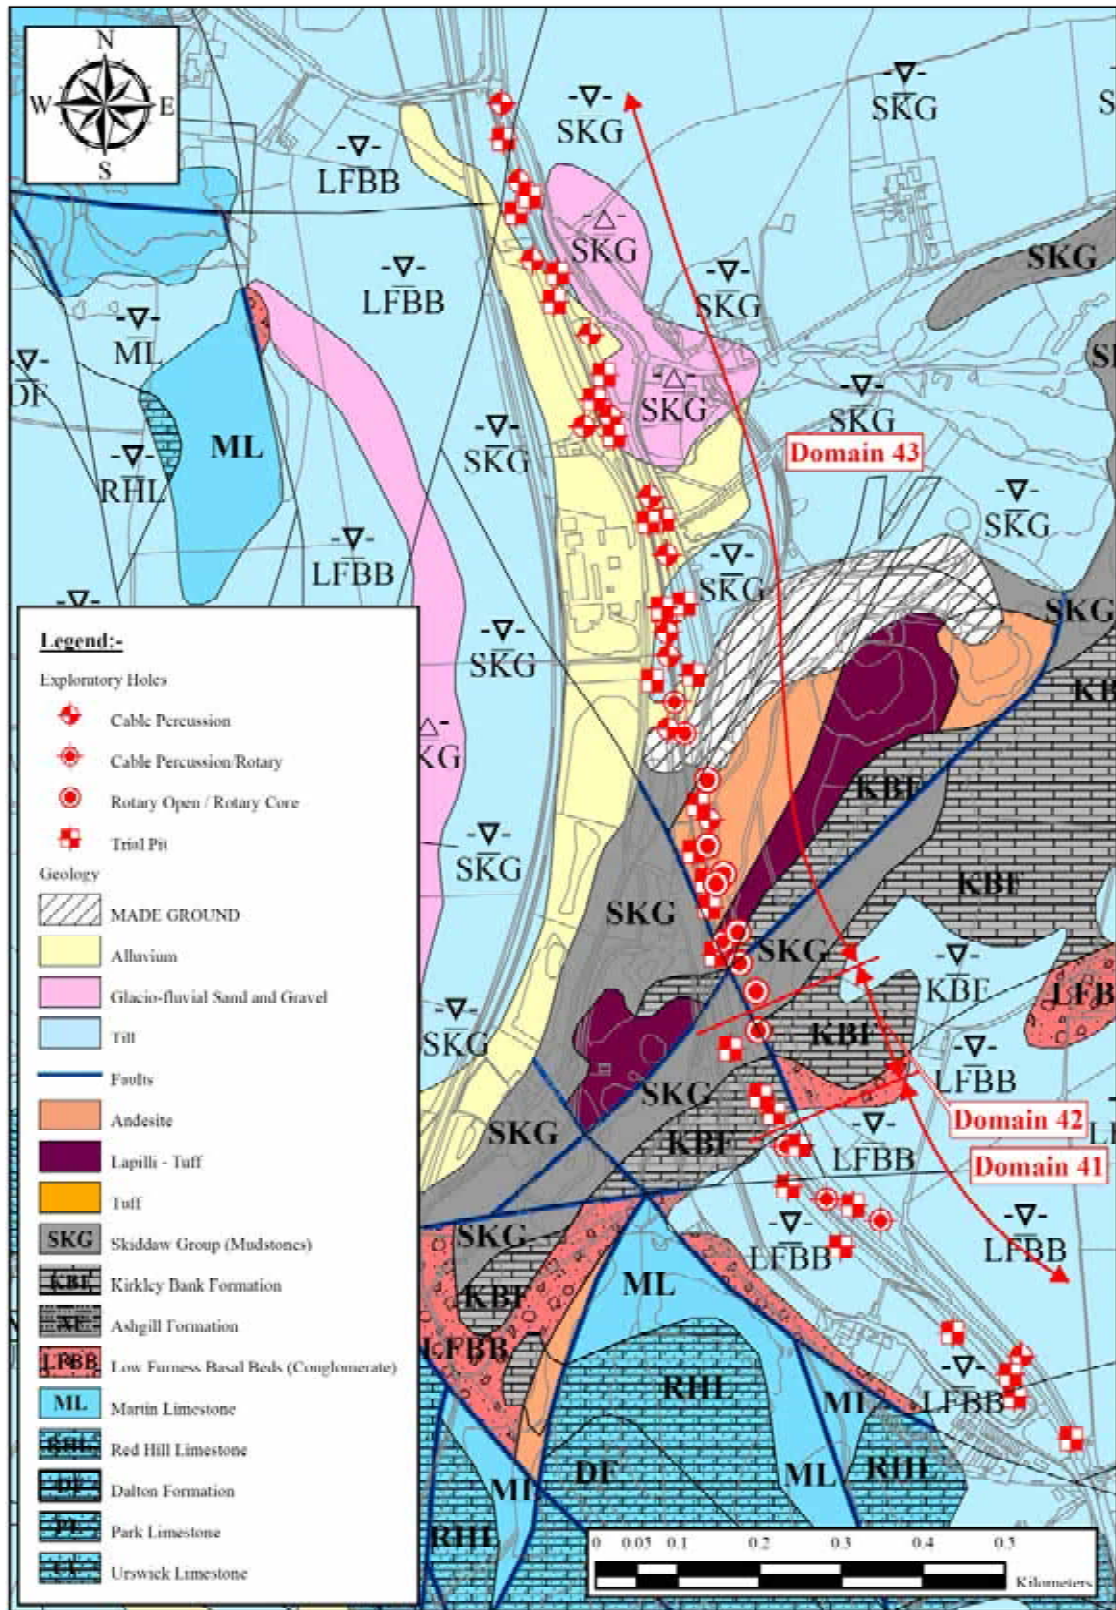 N
W E
S
-▽-
SKG
-▽-
SKG
S
-▽-
LFBB
-△-
SKG
SKG
-▽-
LFBB
-▽-
SKG
-▽-
ML
-▽-
DF
-△-
SKG
-▽-
SKG
ML
-▽-
SKG
Domain 43
-▽-
RHL
-▽-
SKG
-▽-
LFBB
-▽-
SKG
SKG
-▽-
SKG
KBF
KBF
-▽-
SKG
SKG
SKG
KBF
-▽-
KBF
LFB
-▽-
SKG
KBF
-▽-
LFBB
SKG
Domain 42
SKG
KBF
-▽-
LFBB
Domain 41
-▽-
LFBB
-▽-
LFBB
SKG
ML
KBF
LFBB
RHL
-▽-
LFBB
ML
ML
DF
ML
RHL
RHL
Legend:-
Exploratory Holes
Cable Percussion
Cable Percussion/Rotary
Rotary Open / Rotary Core
Trial Pit
Geology
MADE GROUND
Alluvium
Glacio-fluvial Sand and Gravel
Till
Faults
Andesite
Lapilli - Tuff
Tuff
SKG Skiddaw Group (Mudstones)
KBF Kirkley Bank Formation
Ashgill Formation
LFBB Low Furness Basal Beds (Conglomerate)
ML Martin Limestone
RHL Red Hill Limestone
DF Dalton Formation
PL Park Limestone
Urswick Limestone
0 0.05 0.1 0.2 0.3 0.4 0.5
Kilometers